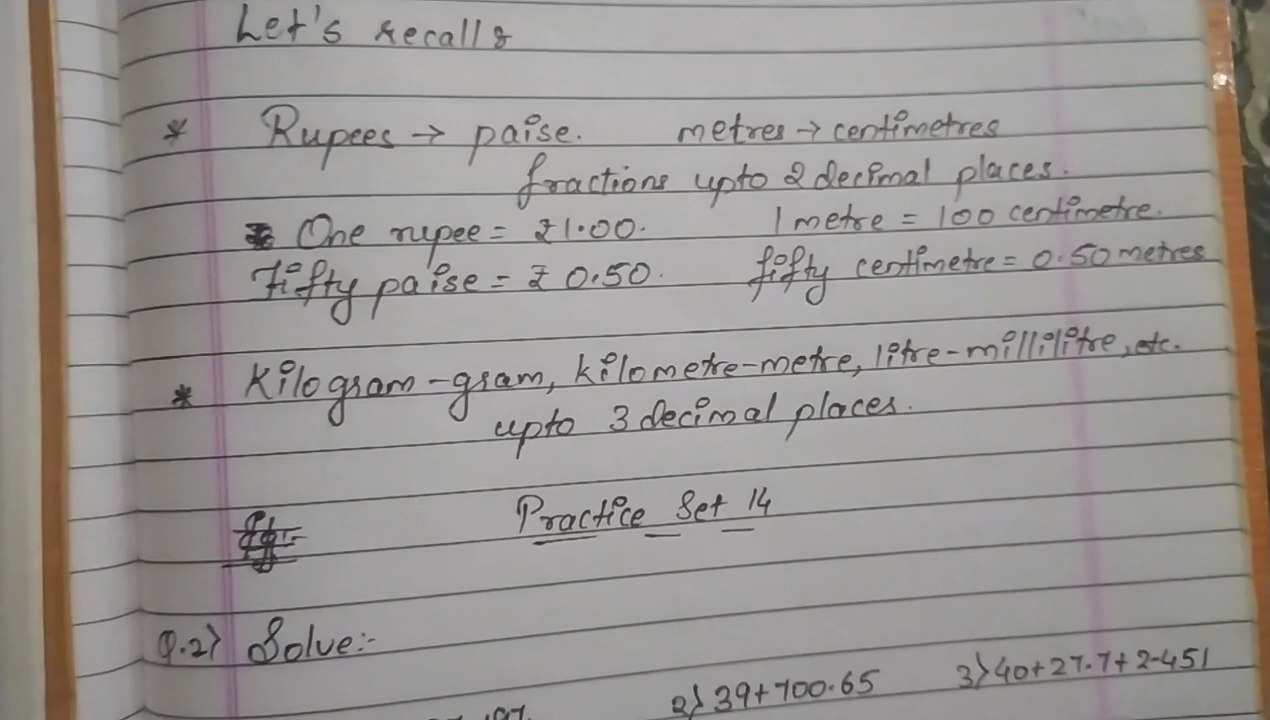 Let's recall :
* Rupees → paise. metres → centimetres
fractions upto 2 decimal places.
One rupee = ₹1.00. 1 metre = 100 centimetre.
Fifty paise = ₹ 0.50. fifty centimetre = 0.50 metres
* Kilogram-gram, kilometre-metre, litre-millilitre, etc.
upto 3 decimal places.
Practice Set 14
Q.2) Solve:-
2) 39+700.65 3) 40+27.7+2.451